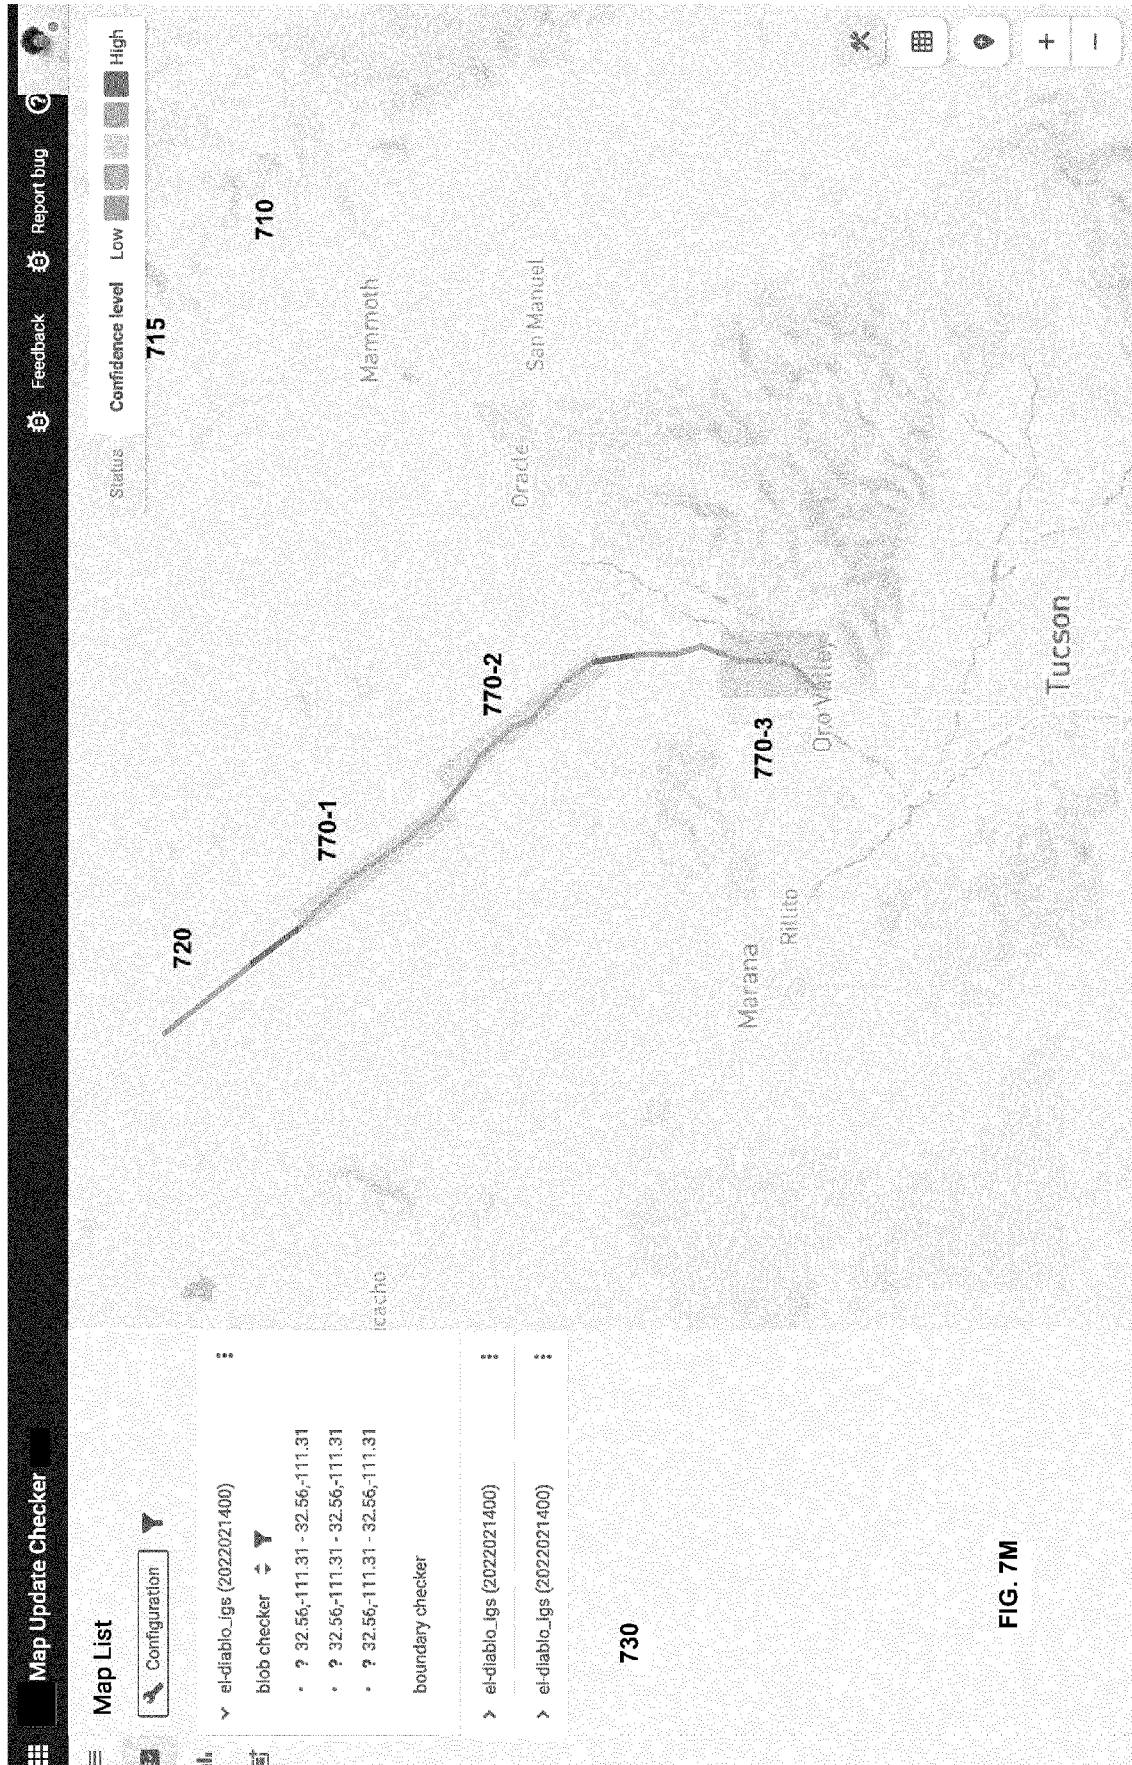 Map Update Checker
Feedback
Report bug
Map List
Configuration
el-diablo_igs (2022021400)
blob checker
? 32.56,-111.31 - 32.56,-111.31
? 32.56,-111.31 - 32.56,-111.31
? 32.56,-111.31 - 32.56,-111.31
boundary checker
el-diablo_igs (2022021400)
el-diablo_igs (2022021400)
730
Status
Confidence level
Low
High
715
710
720
770-1
770-2
770-3
icacho
Mammoth
San Manuel
Oracle
Oro Valley
Marana
Rillito
Tucson
+
−
FIG. 7M